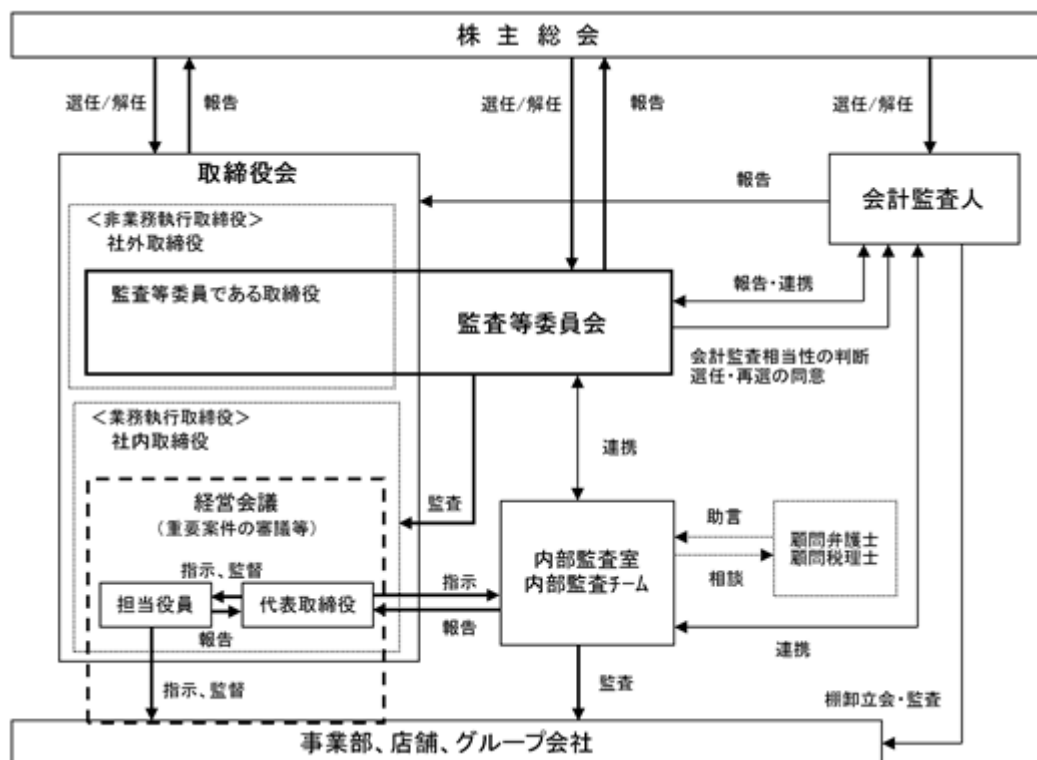 株主総会
選任/解任
報告
選任/解任
報告
選任/解任
取締役会
報告
会計監査人
＜非業務執行取締役＞
社外取締役
監査等委員である取締役
監査等委員会
報告・連携
会計監査相当性の判断
選任・再選の同意
＜業務執行取締役＞
社内取締役
連携
監査
経営会議
（重要案件の審議等）
内部監査室
内部監査チーム
助言
相談
顧問弁護士
顧問税理士
指示、監督
担当役員
代表取締役
指示
報告
報告
連携
指示、監督
監査
棚卸立会・監査
事業部、店舗、グループ会社